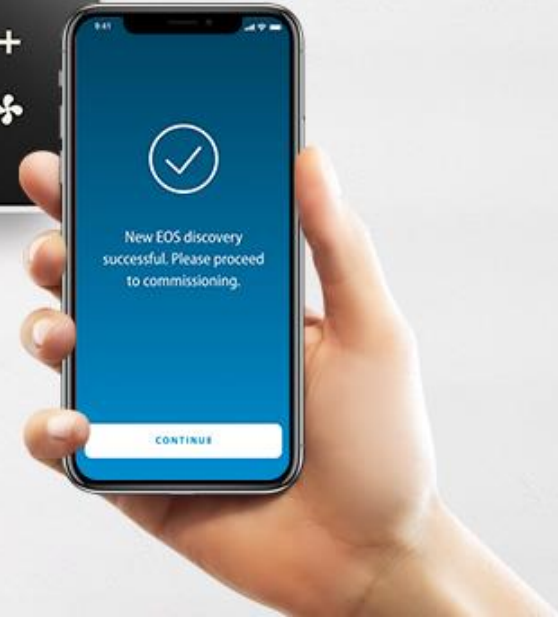 +
9:41
New EOS discovery
successful. Please proceed
to commissioning.
CONTINUE